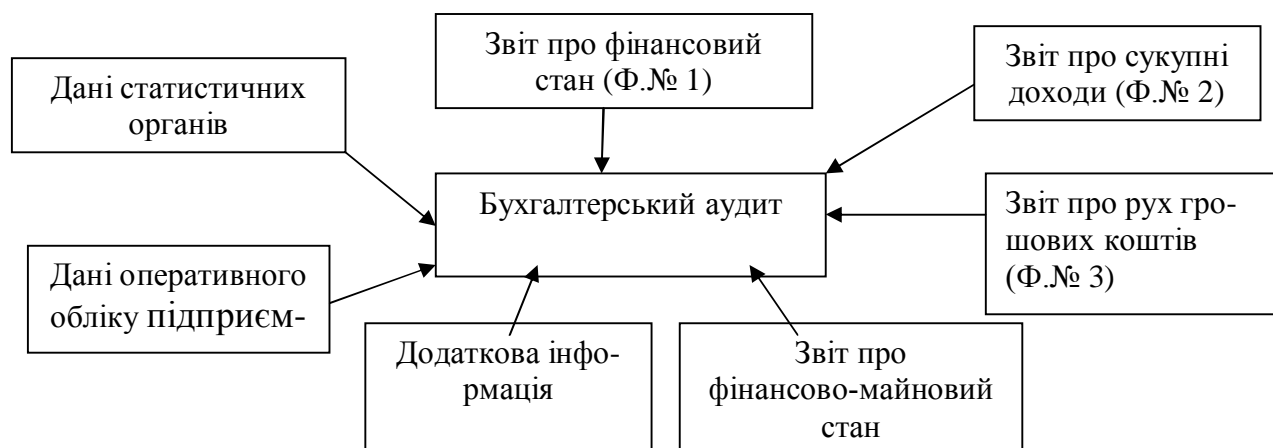 Звіт про фінансовий
стан (Ф.№ 1)
Звіт про сукупні
доходи (Ф.№ 2)
Дані статистичних
органів
Бухгалтерський аудит
Звіт про рух гро-
шових коштів
(Ф.№ 3)
Дані оперативного
обліку підприєм-
Додаткова інфо-
рмація
Звіт про
фінансово-майновий
стан